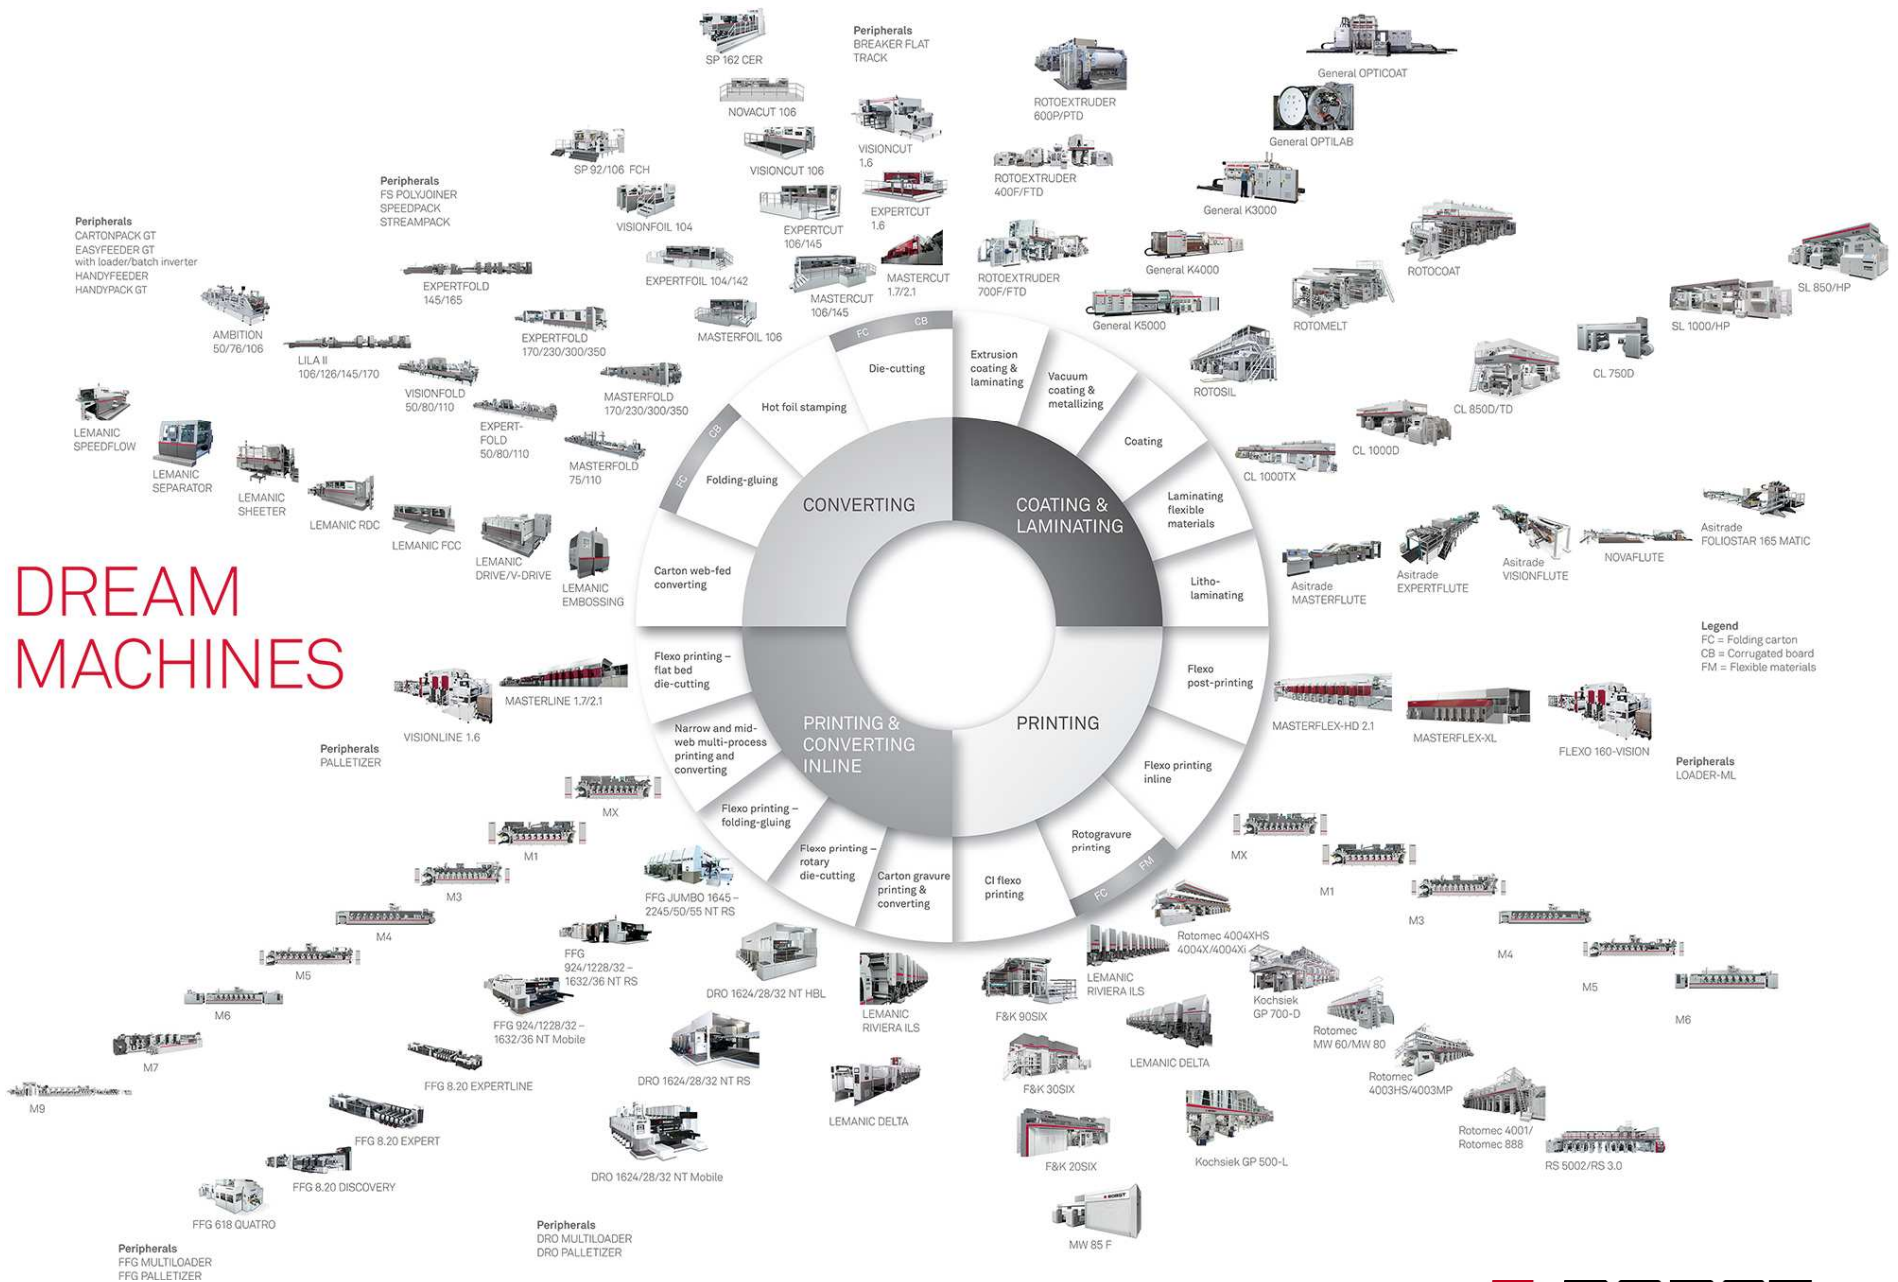 DREAM
MACHINES
SP 162 CER
NOVACUT 106
VISIONCUT 106
Peripherals
BREAKER FLAT
TRACK
VISIONCUT
1.6
EXPERTCUT
1.6
EXPERTCUT
106/145
MASTERCUT
1.7/2.1
MASTERCUT
106/145
SP 92/106 FCH
VISIONFOIL 104
EXPERTFOIL 104/142
MASTERFOIL 106
Peripherals
FS POLYJOINER
SPEEDPACK
STREAMPACK
Peripherals
CARTONPACK GT
EASYFEEDER GT
with loader/batch inverter
HANDYFEEDER
HANDYPACK GT
EXPERTFOLD
145/165
AMBITION
50/76/106
EXPERTFOLD
170/230/300/350
LILA II
106/126/145/170
VISIONFOLD
50/80/110
MASTERFOLD
170/230/300/350
EXPERT-
FOLD
50/80/110
MASTERFOLD
75/110
LEMANIC
SPEEDFLOW
LEMANIC
SEPARATOR
LEMANIC
SHEETER
LEMANIC RDC
LEMANIC FCC
LEMANIC
DRIVE/V-DRIVE
LEMANIC
EMBOSSING
ROTOEXTRUDER
600P/PTD
ROTOEXTRUDER
400F/FTD
ROTOEXTRUDER
700F/FTD
General OPTICOAT
General OPTILAB
General K3000
General K4000
General K5000
ROTOCOAT
ROTOMELT
ROTOSIL
SL 850/HP
SL 1000/HP
CL 750D
CL 850D/TD
CL 1000D
CL 1000TX
Asitrade
FOLIOSTAR 165 MATIC
NOVAFLUTE
Asitrade
VISIONFLUTE
Asitrade
EXPERTFLUTE
Asitrade
MASTERFLUTE
Legend
FC = Folding carton
CB = Corrugated board
FM = Flexible materials
FC
CB
Die-cutting
Hot foil stamping
FC
CB
Folding-gluing
Carton web-fed
converting
CONVERTING
Extrusion
coating &
laminating
Vacuum
coating &
metallizing
Coating
Laminating
flexible
materials
Litho-
laminating
COATING &
LAMINATING
Flexo printing –
flat bed
die-cutting
Narrow and mid-
web multi-process
printing and
converting
Flexo printing –
folding-gluing
Flexo printing –
rotary
die-cutting
Carton gravure
printing &
converting
PRINTING &
CONVERTING
INLINE
PRINTING
Flexo
post-printing
Flexo printing
inline
Rotogravure
printing
FC
FM
CI flexo
printing
MASTERLINE 1.7/2.1
VISIONLINE 1.6
Peripherals
PALLETIZER
MX
M1
M3
M4
M5
M6
M7
M9
FFG JUMBO 1645 –
2245/50/55 NT RS
FFG
924/1228/32 –
1632/36 NT RS
FFG 924/1228/32 –
1632/36 NT Mobile
FFG 8.20 EXPERTLINE
FFG 8.20 EXPERT
FFG 8.20 DISCOVERY
FFG 618 QUATRO
Peripherals
FFG MULTILOADER
FFG PALLETIZER
DRO 1624/28/32 NT HBL
DRO 1624/28/32 NT RS
DRO 1624/28/32 NT Mobile
Peripherals
DRO MULTILOADER
DRO PALLETIZER
LEMANIC
RIVIERA ILS
LEMANIC DELTA
F&K 90SIX
F&K 30SIX
F&K 20SIX
BOBST
MW 85 F
Rotomec 4004XHS
4004X/4004Xi
LEMANIC
RIVIERA ILS
LEMANIC DELTA
Kochsiek
GP 700-D
Rotomec
MW 60/MW 80
Rotomec
4003HS/4003MP
Rotomec 4001/
Rotomec 888
RS 5002/RS 3.0
Kochsiek GP 500-L
MASTERFLEX-HD 2.1
MASTERFLEX-XL
FLEXO 160-VISION
Peripherals
LOADER-ML
MX
M1
M3
M4
M5
M6